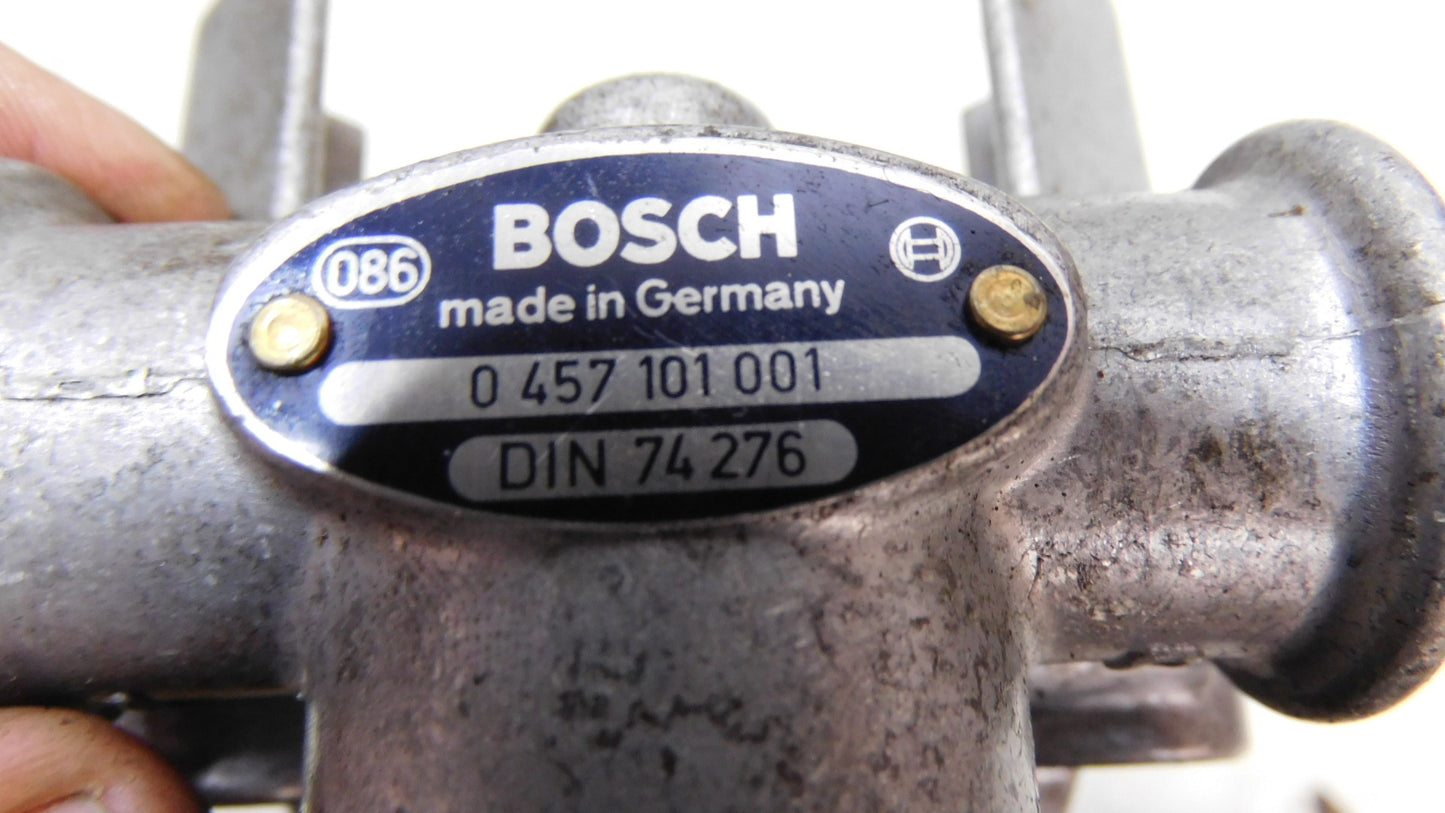 BOSCH
086
made in Germany
0 457 101 001
DIN 74 276